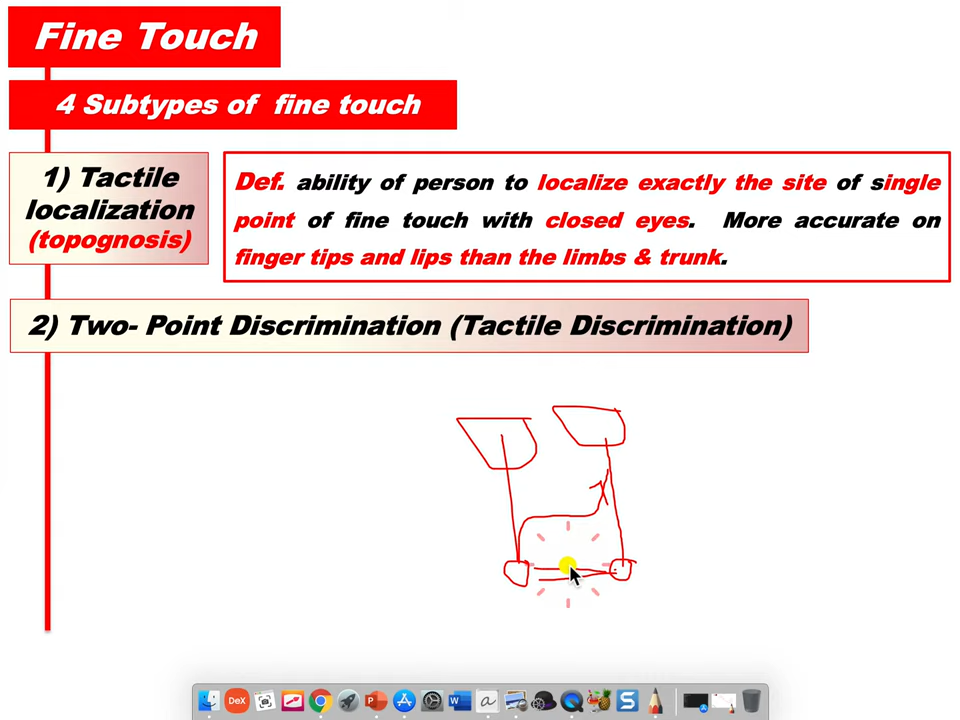 Fine Touch
4 Subtypes of fine touch
1) Tactile
localization
(topognosis)
Def. ability of person to localize exactly the site of single
point of fine touch with closed eyes. More accurate on
finger tips and lips than the limbs & trunk.
2) Two- Point Discrimination (Tactile Discrimination)
DeX
P
W
a
S